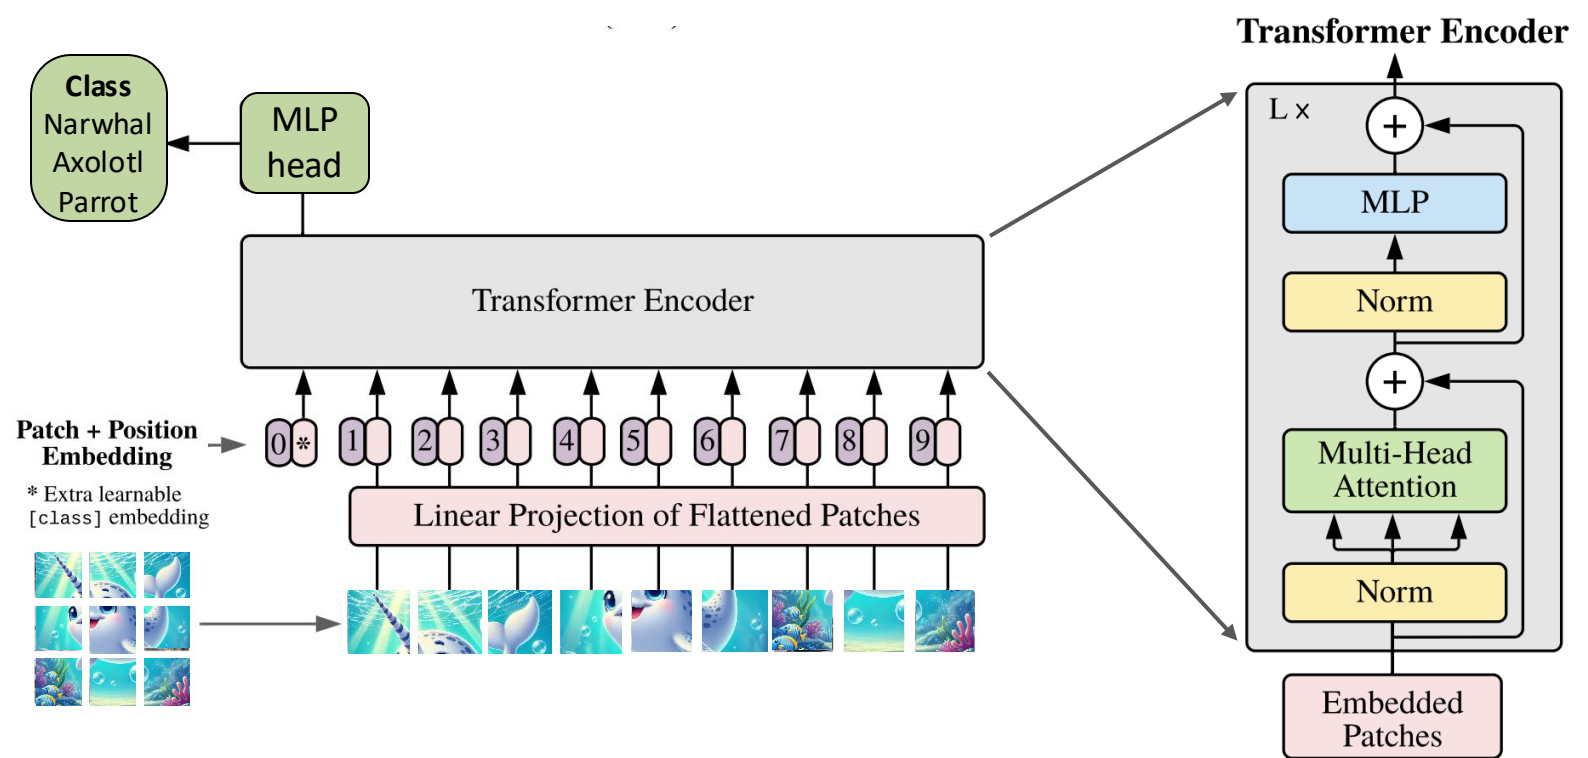 Transformer Encoder
Class
Narwhal
Axolotl
Parrot
MLP
head
L x
+
MLP
Norm
+
Multi-Head
Attention
Norm
Embedded
Patches
Transformer Encoder
Patch + Position
Embedding
0 * 1 2 3 4 5 6 7 8 9
* Extra learnable
[class] embedding
Linear Projection of Flattened Patches